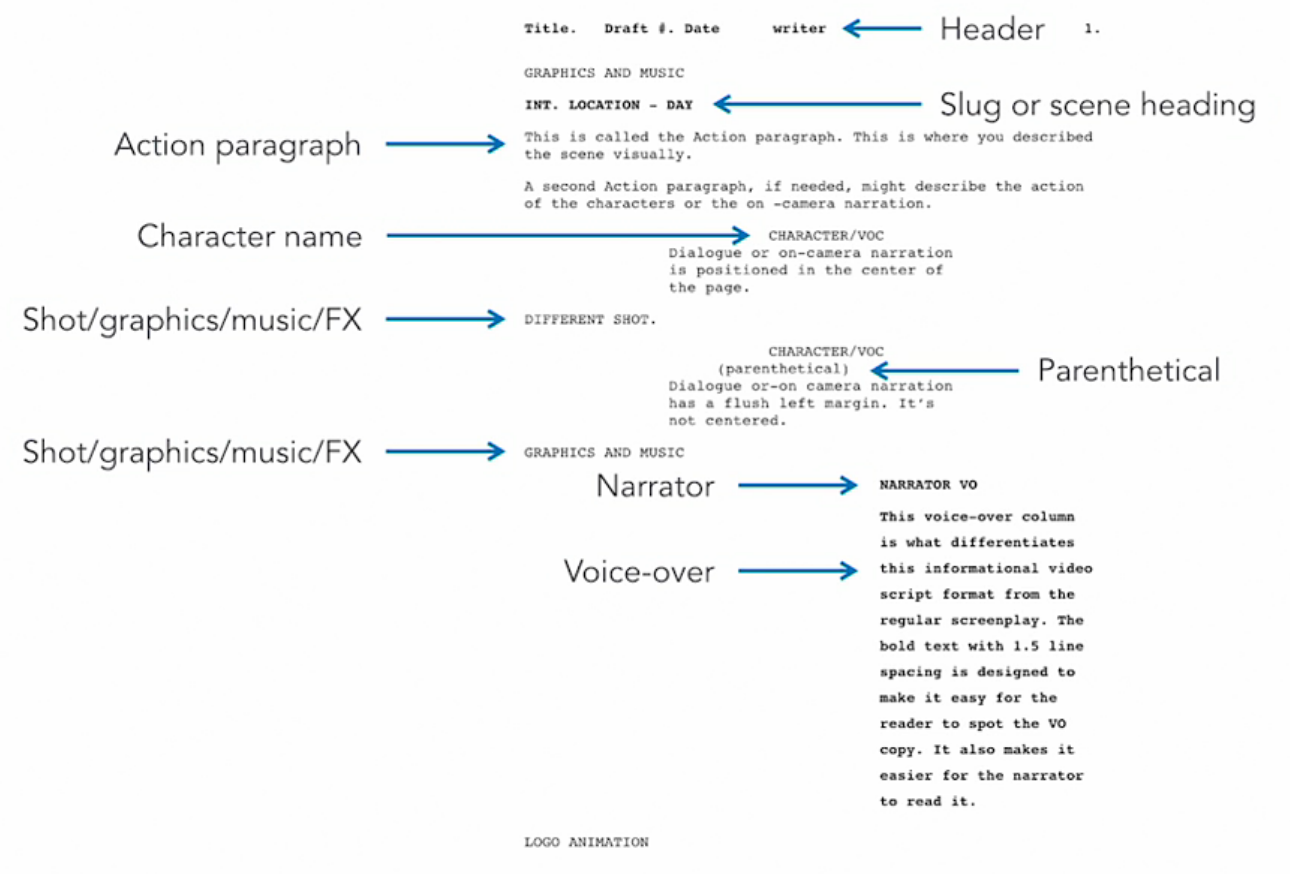 Title. Draft #. Date writer Header 1.
GRAPHICS AND MUSIC
INT. LOCATION - DAY Slug or scene heading
Action paragraph This is called the Action paragraph. This is where you described
the scene visually.
A second Action paragraph, if needed, might describe the action
of the characters or the on -camera narration.
Character name CHARACTER/VOC
Dialogue or on-camera narration
is positioned in the center of
the page.
Shot/graphics/music/FX DIFFERENT SHOT.
CHARACTER/VOC
(parenthetical) Parenthetical
Dialogue or-on camera narration
has a flush left margin. It's
not centered.
Shot/graphics/music/FX GRAPHICS AND MUSIC
Narrator NARRATOR VO
This voice-over column
is what differentiates
Voice-over this informational video
script format from the
regular screenplay. The
bold text with 1.5 line
spacing is designed to
make it easy for the
reader to spot the VO
copy. It also makes it
easier for the narrator
to read it.
LOGO ANIMATION